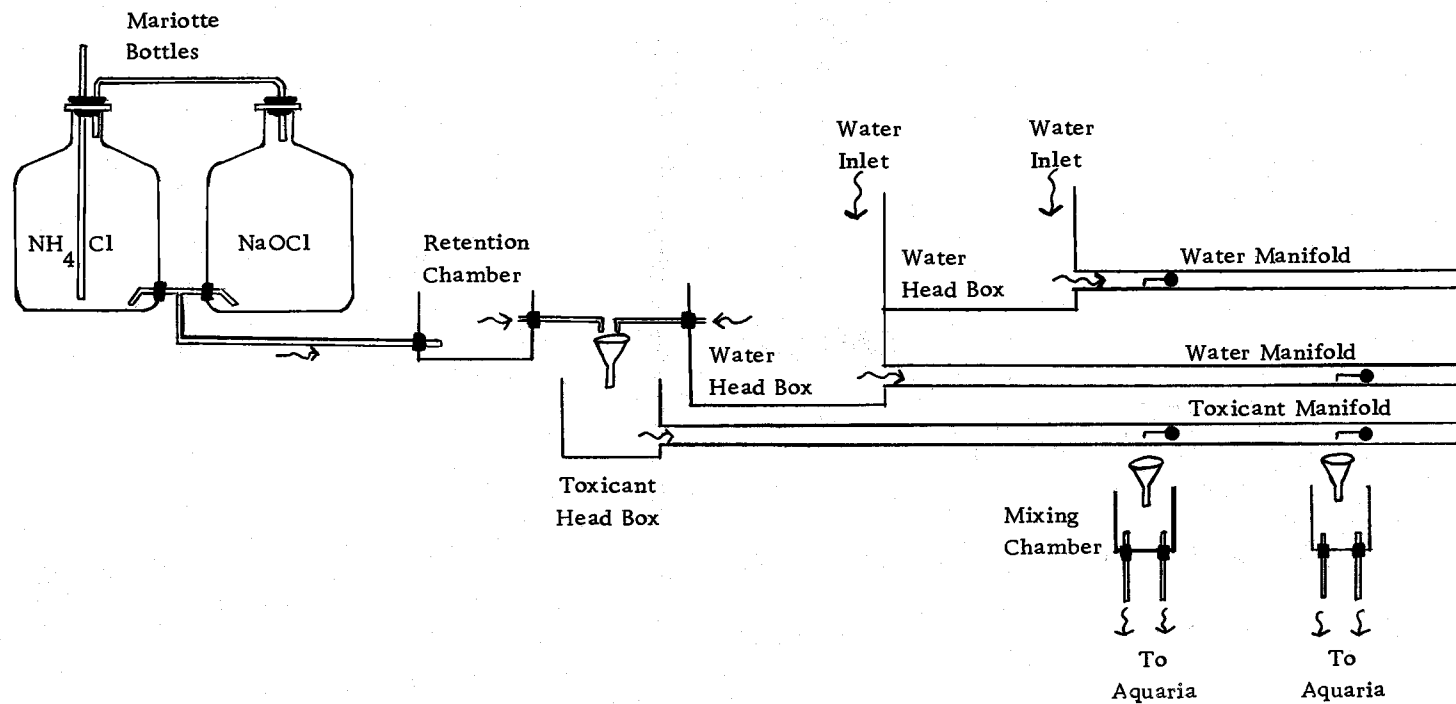 Mariotte
Bottles
NH4Cl
NaOCl
Retention
Chamber
Water
Inlet
Water
Inlet
Water
Head Box
Water Manifold
Water
Head Box
Water Manifold
Toxicant Manifold
Toxicant
Head Box
Mixing
Chamber
To
Aquaria
To
Aquaria